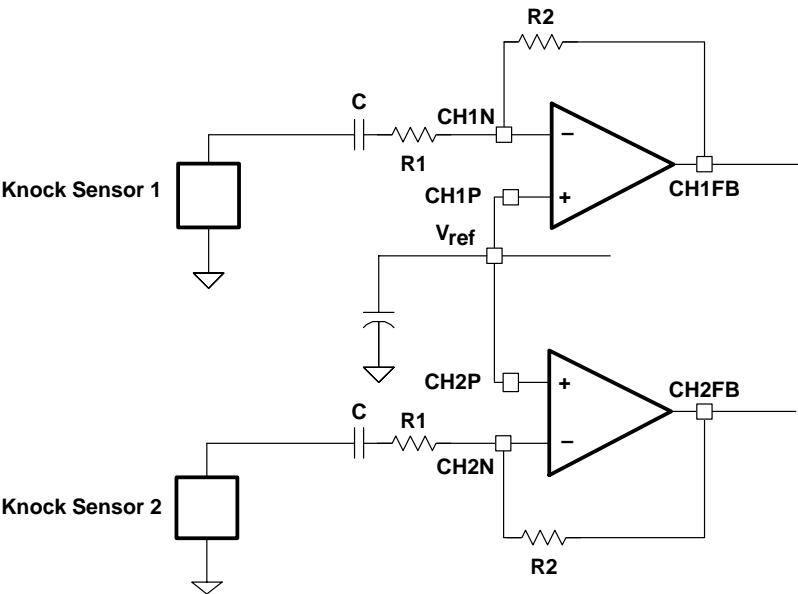 R2
C
CH1N
−
R1
CH1P
+
CH1FB
Knock Sensor 1
Vref
CH2P
+
CH2FB
C
R1
−
CH2N
Knock Sensor 2
R2